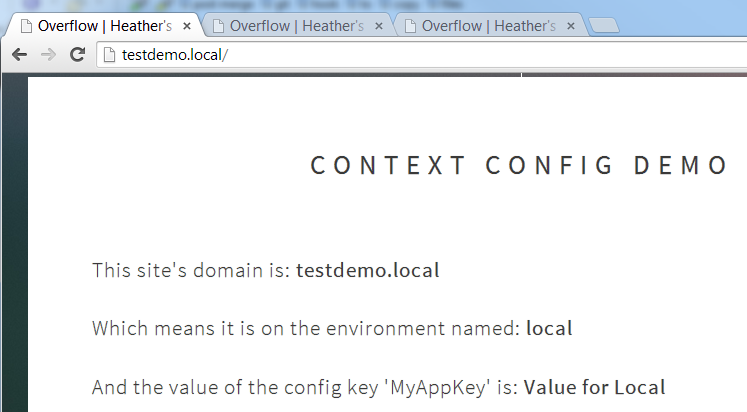 Overflow | Heather's
Overflow | Heather's
Overflow | Heather's
testdemo.local/
CONTEXT CONFIG DEMO
This site's domain is: testdemo.local
Which means it is on the environment named: local
And the value of the config key 'MyAppKey' is: Value for Local